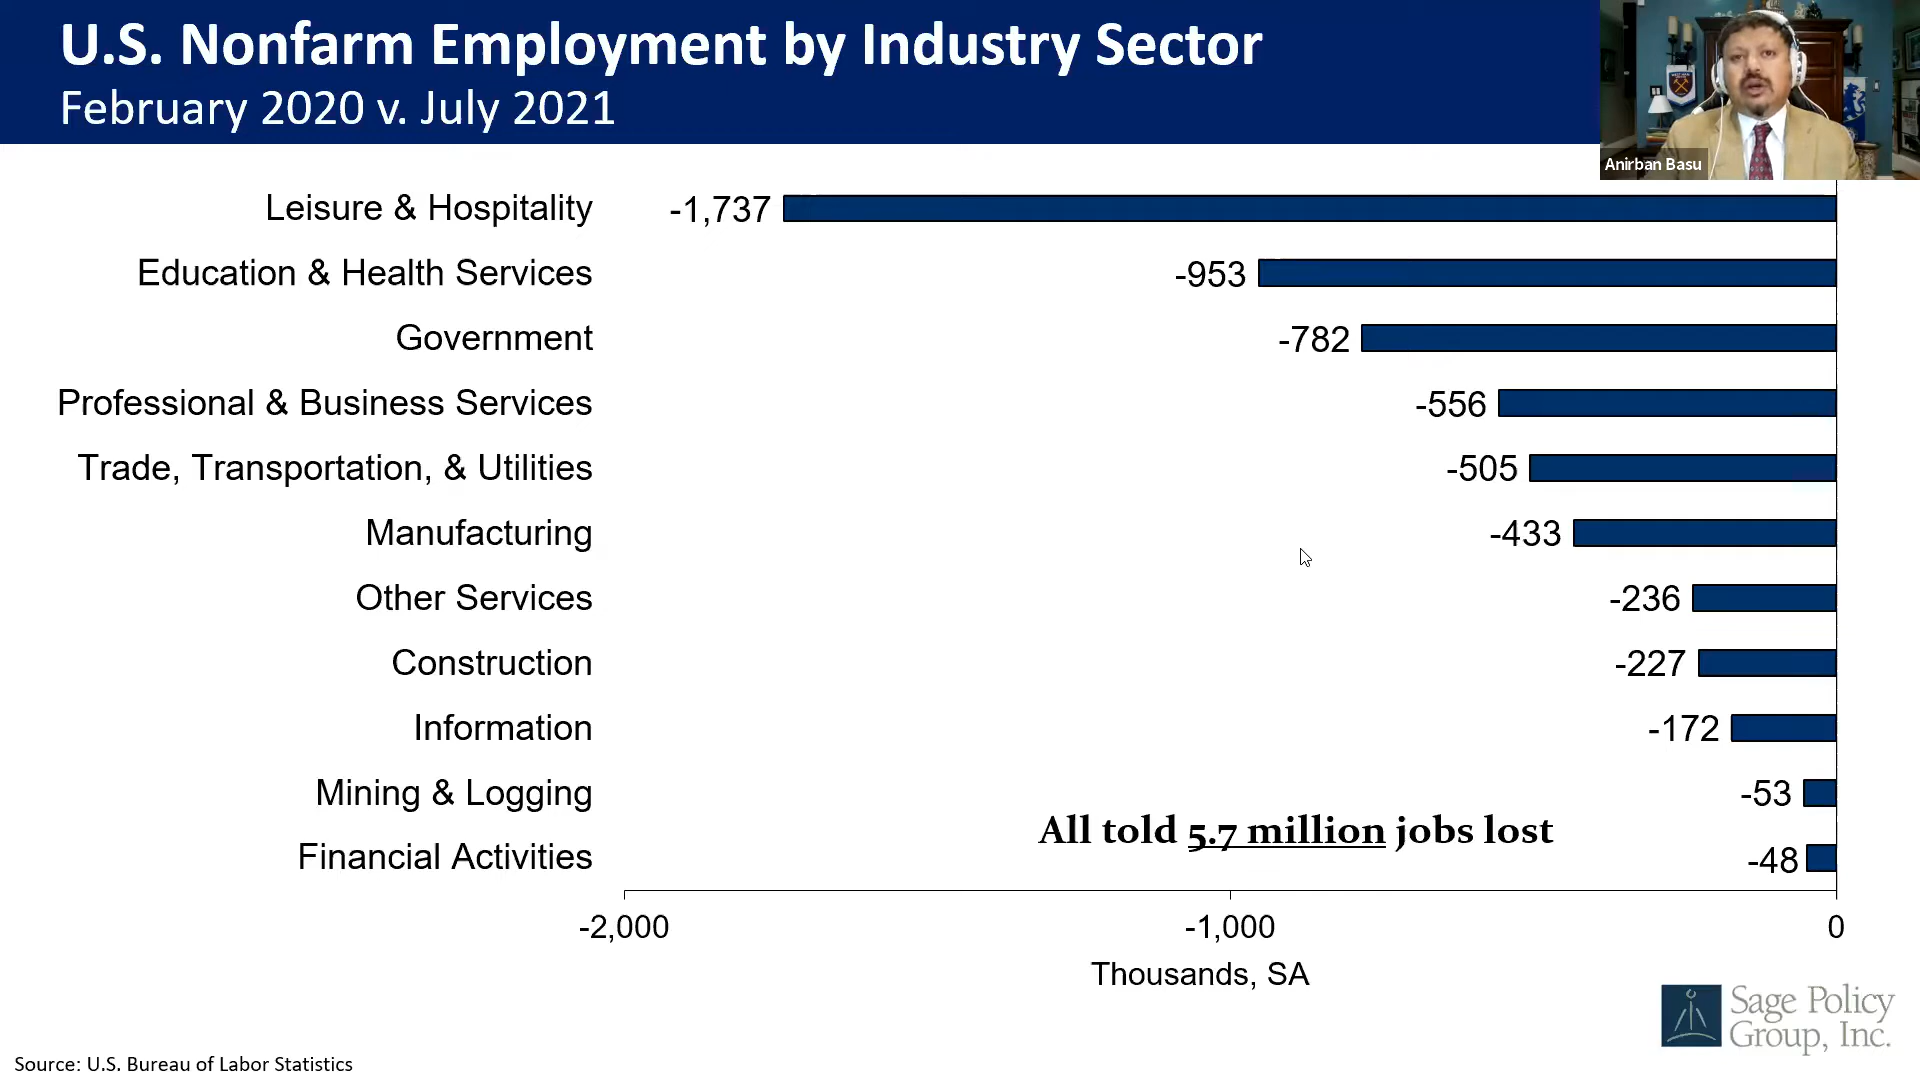 U.S. Nonfarm Employment by Industry Sector
February 2020 v. July 2021
Anirban Basu
Leisure & Hospitality -1,737
Education & Health Services -953
Government -782
Professional & Business Services -556
Trade, Transportation, & Utilities -505
Manufacturing -433
Other Services -236
Construction -227
Information -172
Mining & Logging -53
All told 5.7 million jobs lost
Financial Activities -48
-2,000 -1,000 0
Thousands, SA
Sage Policy
Group, Inc.
Source: U.S. Bureau of Labor Statistics